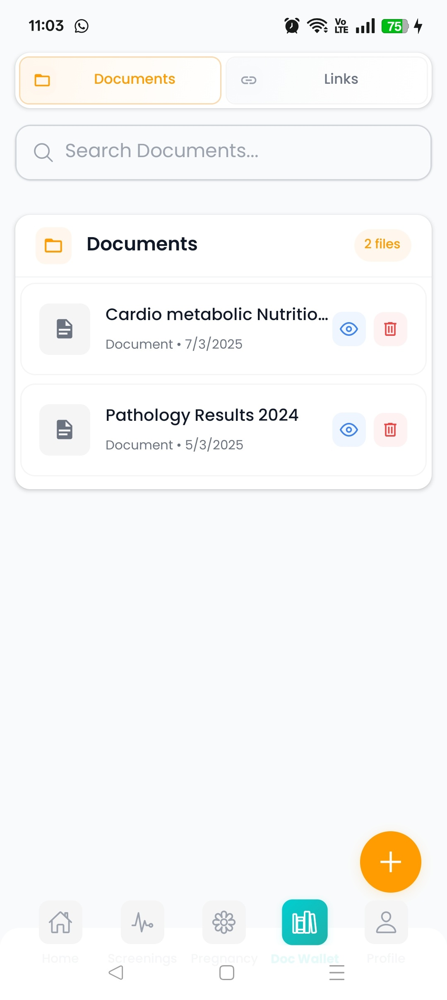 11:03
Vo
LTE
75
Documents
Links
Search Documents...
Documents
2 files
Cardio metabolic Nutritio...
Document • 7/3/2025
Pathology Results 2024
Document • 5/3/2025
Home
Screenings
Pregnancy
Doc Wallet
Profile